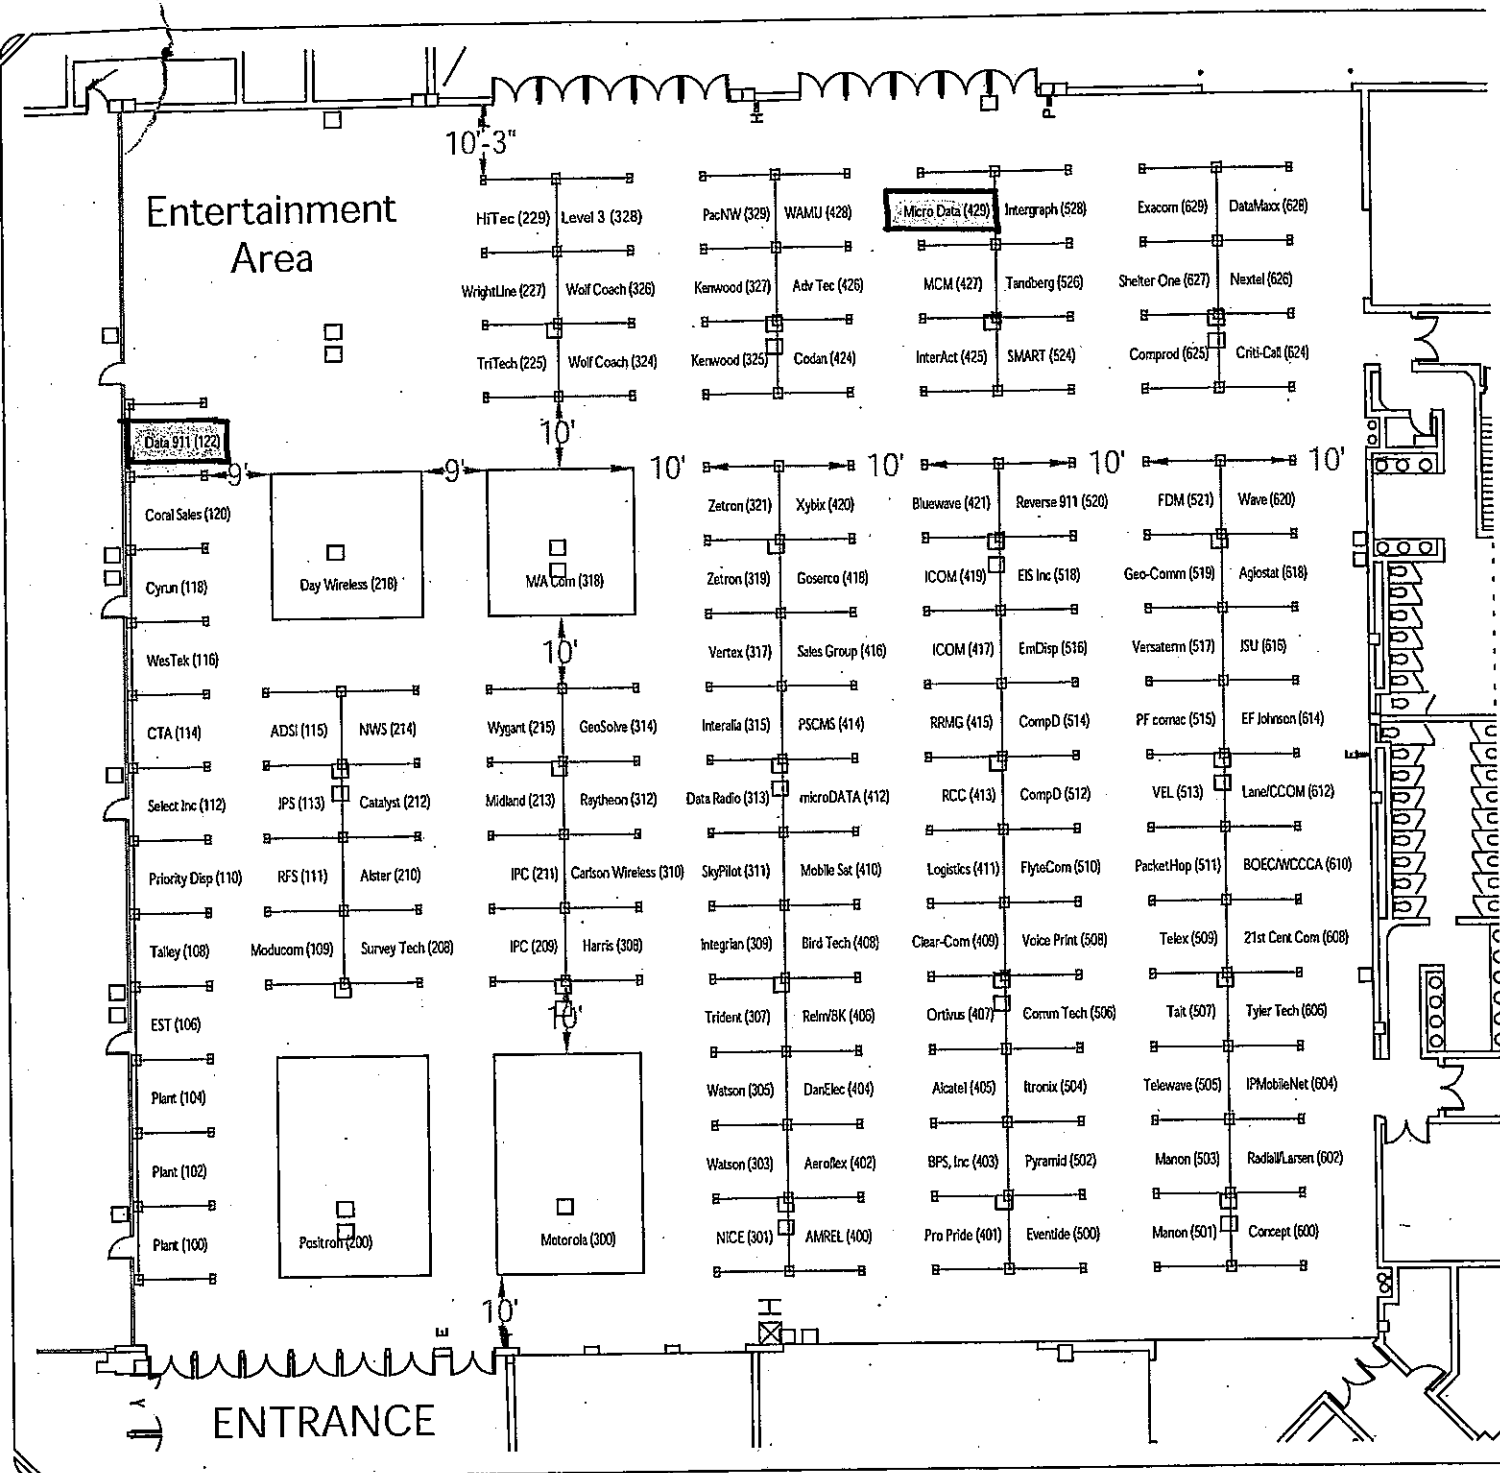 10'-3"
Entertainment
Area
HiTec (229) Level 3 (328) PacNW (329) WAMU (428) Micro Data (429) Intergraph (528) Exacom (629) DataMaxx (628)
WrightLine (227) Wolf Coach (326) Kenwood (327) Adv Tec (426) MCM (427) Tandberg (526) Shelter One (627) Nextel (626)
TriTech (225) Wolf Coach (324) Kenwood (325) Codan (424) InterAct (425) SMART (524) Comprod (625) Criti-Call (624)
Data 911 (122) 10'
9' 9' 10' 10' 10' 10'
Coral Sales (120) Zetron (321) Xybix (420) Bluewave (421) Reverse 911 (520) FDM (521) Wave (620)
Cyrun (118) Day Wireless (218) M/A Com (318) Zetron (319) Goserco (418) ICOM (419) EIS Inc (518) Geo-Comm (519) Agiostat (618)
WesTek (116) 10' Vertex (317) Sales Group (416) ICOM (417) EmDisp (516) Versaterm (517) JSU (616)
CTA (114) ADSI (115) NWS (214) Wygant (215) GeoSolve (314) Interalia (315) PSCMS (414) RRMG (415) CompD (514) PF comac (515) EF Johnson (614)
Select Inc (112) JPS (113) Catalyst (212) Midland (213) Raytheon (312) Data Radio (313) microDATA (412) RCC (413) CompD (512) VEL (513) Lane/CCOM (612)
Priority Disp (110) RFS (111) Alster (210) IPC (211) Carlson Wireless (310) SkyPilot (311) Mobile Sat (410) Logistics (411) FlyteCom (510) PacketHop (511) BOEC/WCCCA (610)
Talley (108) Moducom (109) Survey Tech (208) IPC (209) Harris (308) Integrian (309) Bird Tech (408) Clear-Com (409) Voice Print (508) Telex (509) 21st Cent Com (608)
EST (106) 10' Trident (307) Relm/BK (406) Ortivus (407) Comm Tech (506) Tait (507) Tyler Tech (606)
Plant (104) Watson (305) DanElec (404) Alcatel (405) Itronix (504) Telewave (505) IPMobileNet (604)
Plant (102) Watson (303) Aeroflex (402) BPS, Inc (403) Pyramid (502) Manon (503) Radiall/Larsen (602)
Plant (100) Positron (200) Motorola (300) NICE (301) AMREL (400) Pro Pride (401) Eventide (500) Manon (501) Concept (600)
10'
ENTRANCE